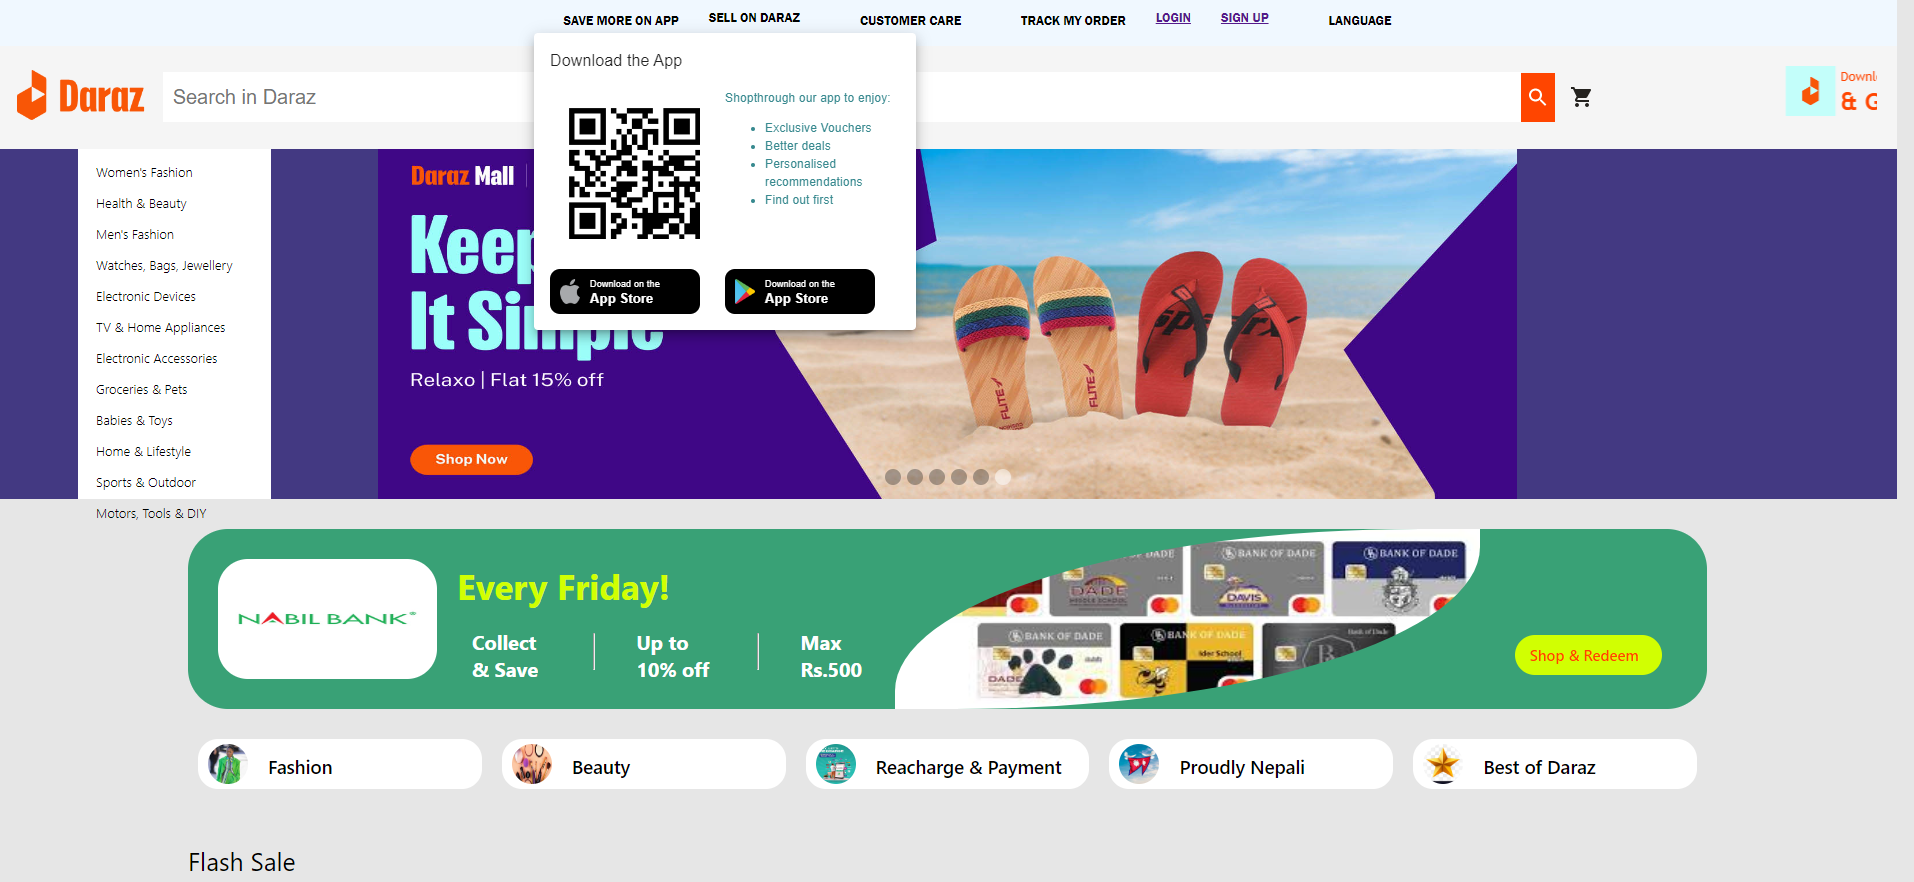 SAVE MORE ON APP
SELL ON DARAZ
CUSTOMER CARE
TRACK MY ORDER
LOGIN
SIGN UP
LANGUAGE
Daraz
Search in Daraz
Downl
& G
Download the App
Shopthrough our app to enjoy:
Exclusive Vouchers
Better deals
Personalised
recommendations
Find out first
Download on the
App Store
Download on the
App Store
Women's Fashion
Health & Beauty
Men's Fashion
Watches, Bags, Jewellery
Electronic Devices
TV & Home Appliances
Electronic Accessories
Groceries & Pets
Babies & Toys
Home & Lifestyle
Sports & Outdoor
Motors, Tools & DIY
Daraz Mall
Keep
It Simple
Relaxo | Flat 15% off
Shop Now
FLITE
FLITE
NABIL BANK
Every Friday!
Collect
& Save
Up to
10% off
Max
Rs.500
DADE
BANK OF DADE
BANK OF DADE
DADE
MIDDLE SCHOOL
DAVIS
BANK OF DADE
BANK OF DADE
Bank of Dade
DADE
Ider School
Shop & Redeem
Fashion
Beauty
Reacharge & Payment
Proudly Nepali
Best of Daraz
Flash Sale